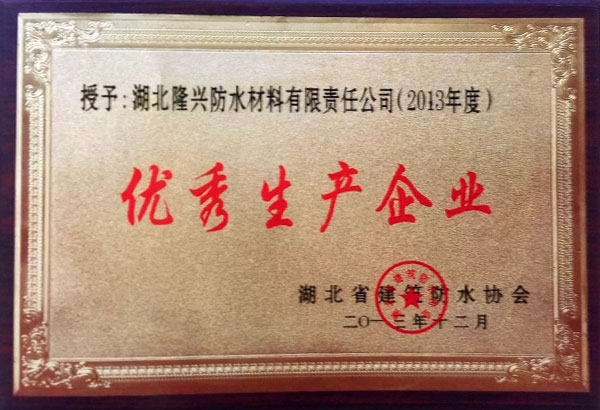 授予:湖北隆兴防水材料有限责任公司(2013年度)
优秀生产企业
湖北省建筑防水协会
二〇一三年十二月